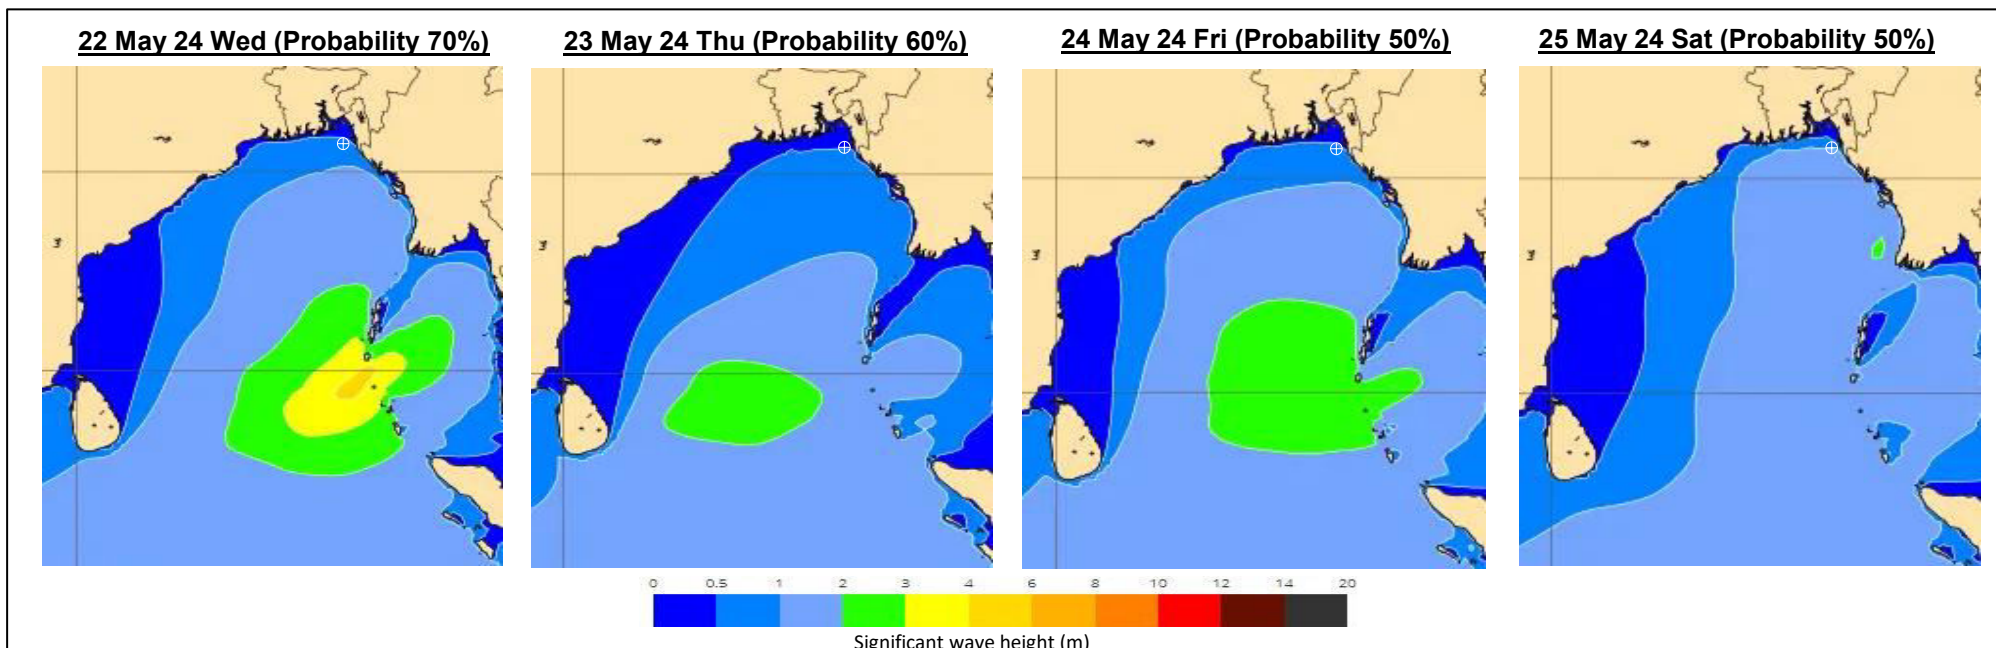 22 May 24 Wed (Probability 70%)
23 May 24 Thu (Probability 60%)
24 May 24 Fri (Probability 50%)
25 May 24 Sat (Probability 50%)
0 0.5 1 2 3 4 6 8 10 12 14 20
Significant wave height (m)